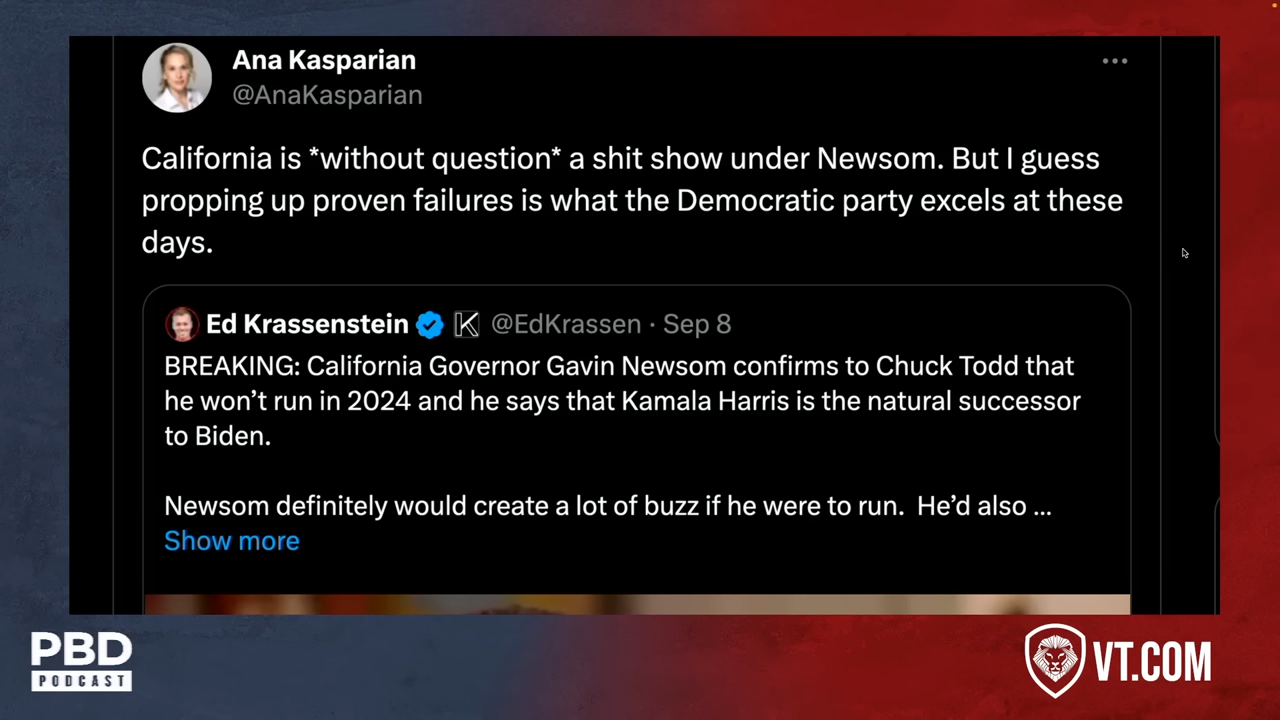 Ana Kasparian
@AnaKasparian
California is *without question* a shit show under Newsom. But I guess
propping up proven failures is what the Democratic party excels at these
days.
Ed Krassenstein @EdKrassen · Sep 8
BREAKING: California Governor Gavin Newsom confirms to Chuck Todd that
he won’t run in 2024 and he says that Kamala Harris is the natural successor
to Biden.
Newsom definitely would create a lot of buzz if he were to run.  He’d also ...
Show more
PBD
PODCAST
VT.COM